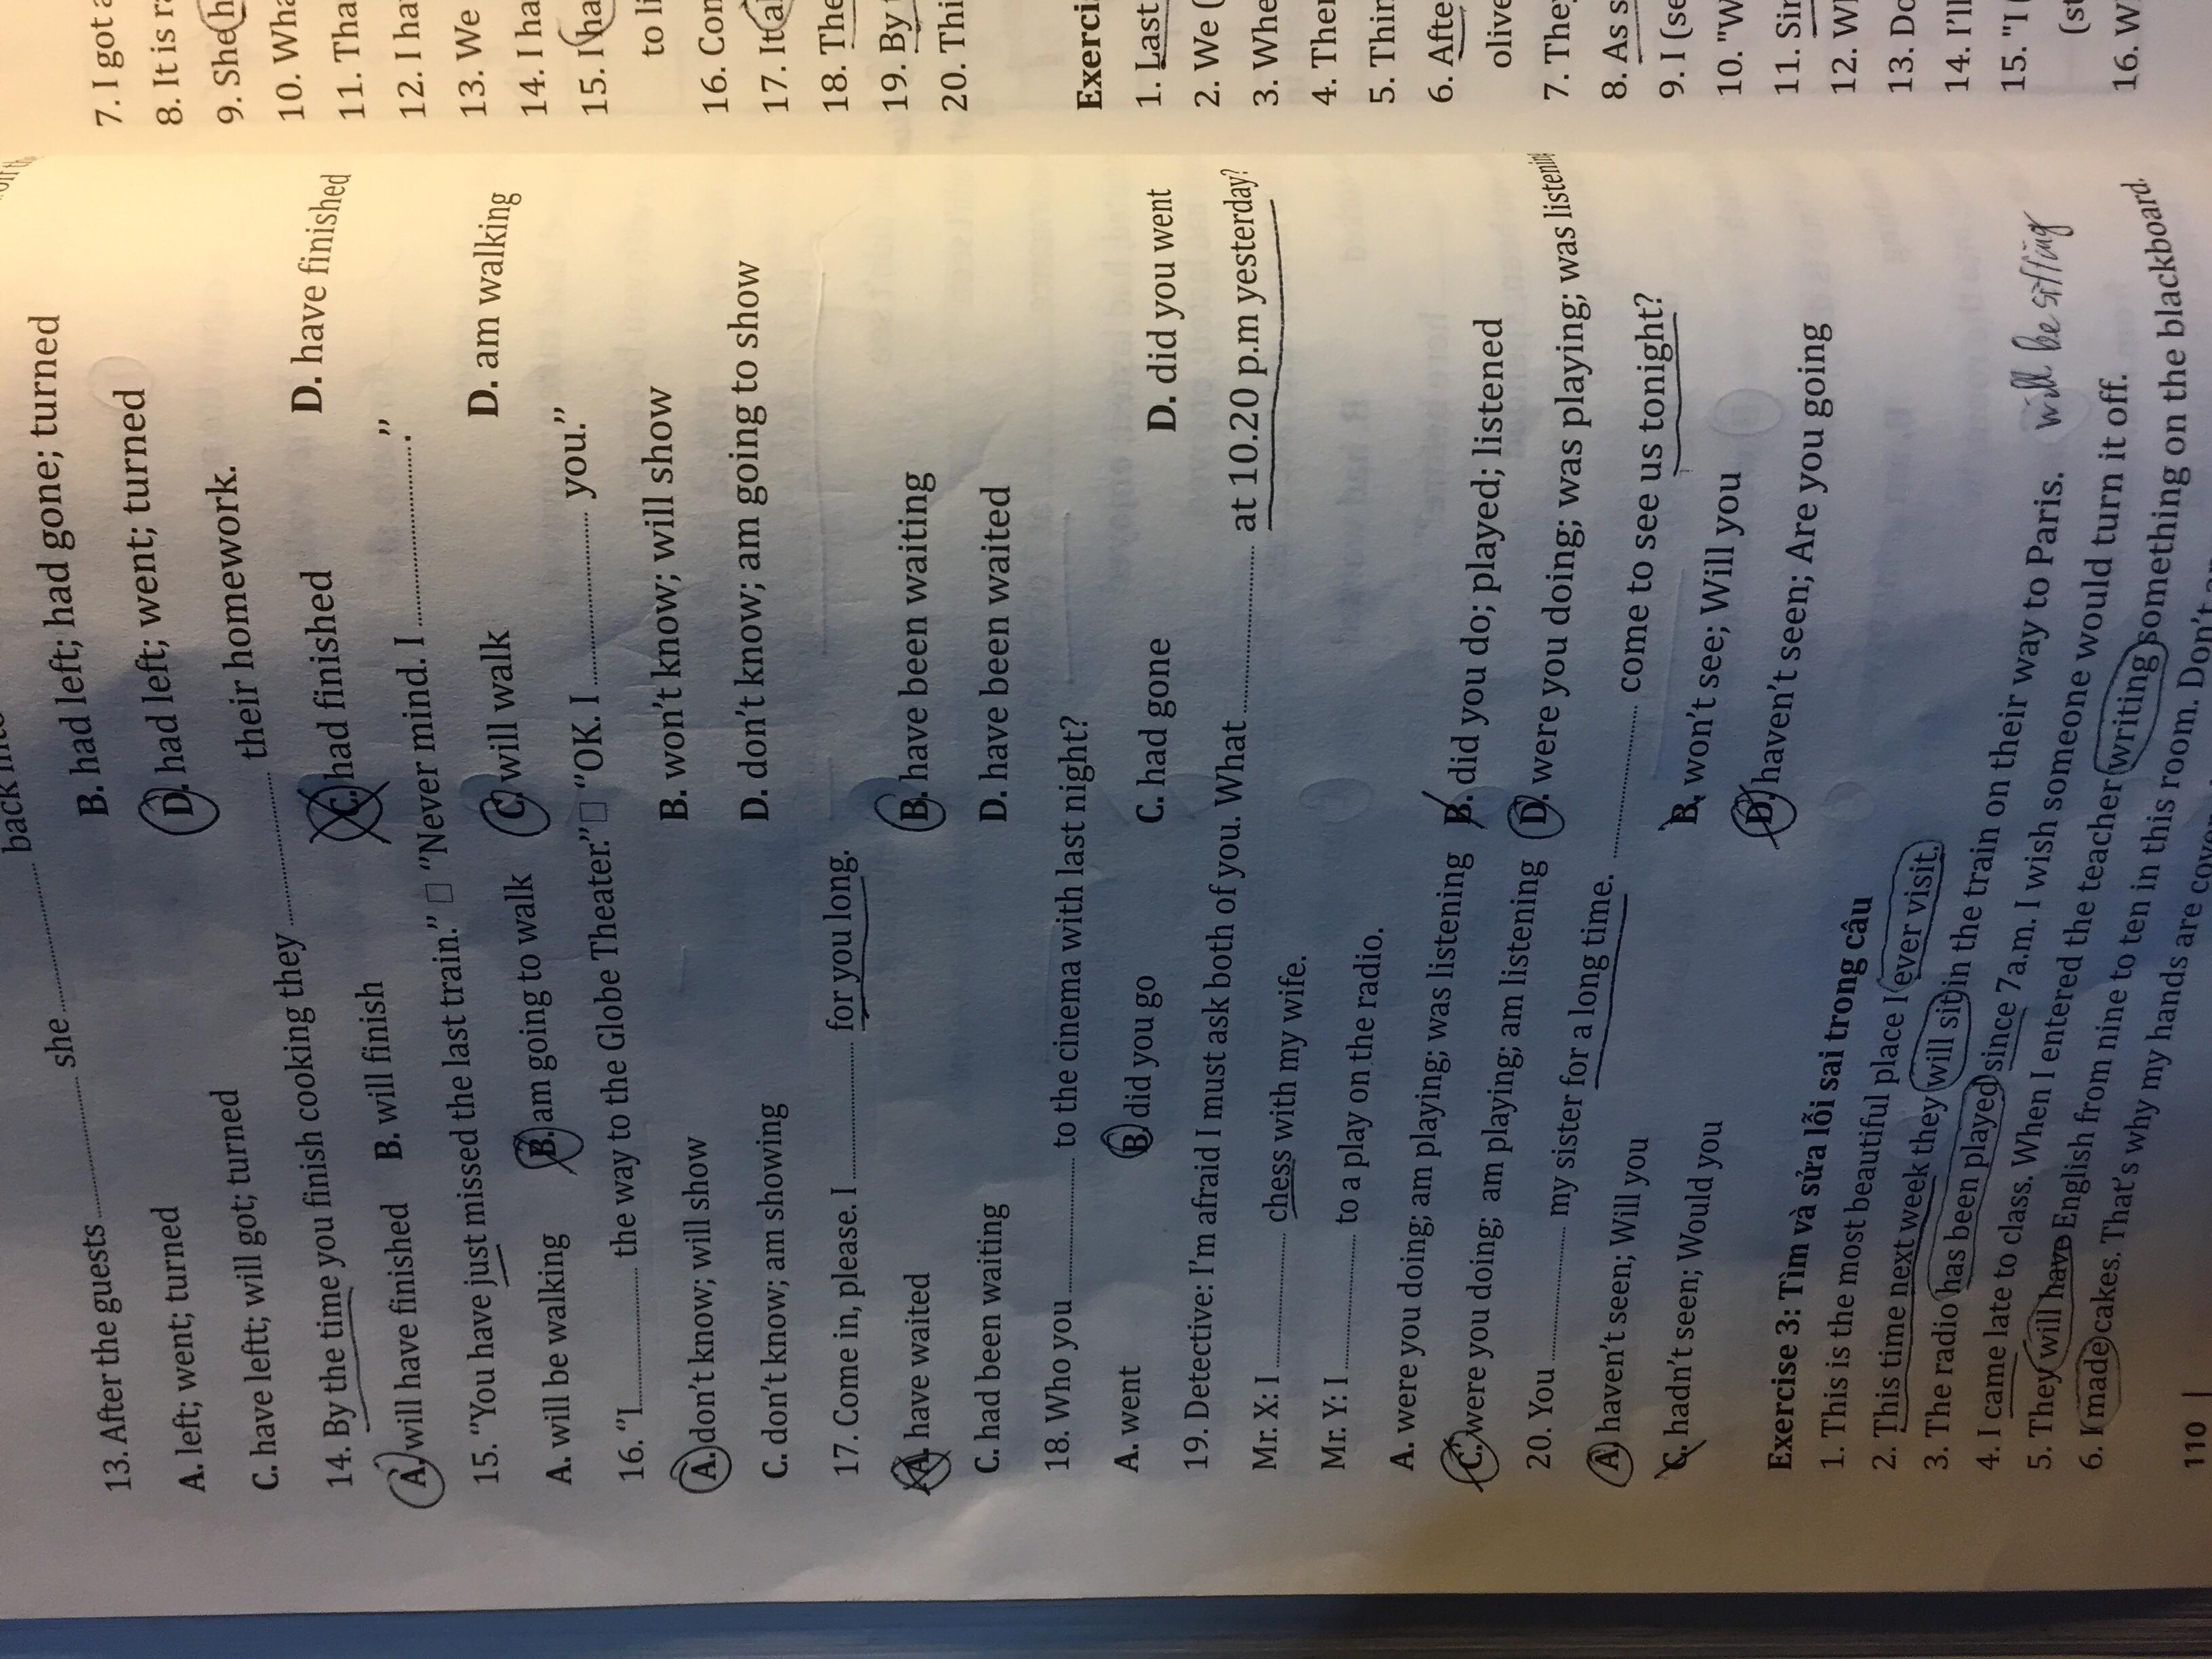 back
13. After the guests .......... she ..........
A. left; went; turned
B. had left; had gone; turned
C. have leftt; will got; turned
D. had left; went; turned
14. By the time you finish cooking they .......... their homework.
A. will have finished
B. will finish
C. had finished
D. have finished
15. "You have just missed the last train." □ "Never mind. I .......... ."
A. will be walking
B. am going to walk
C. will walk
D. am walking
16. "I .......... the way to the Globe Theater." □ "OK. I .......... you."
A. don't know; will show
B. won't know; will show
C. don't know; am showing
D. don't know; am going to show
17. Come in, please. I .......... for you long.
A. have waited
B. have been waiting
C. had been waiting
D. have been waited
18. Who you .......... to the cinema with last night?
A. went
B. did you go
C. had gone
D. did you went
19. Detective: I'm afraid I must ask both of you. What .......... at 10.20 p.m yesterday?
Mr. X: I .......... chess with my wife.
Mr. Y: I .......... to a play on the radio.
A. were you doing; am playing; was listening
B. did you do; played; listened
C. were you doing; am playing; am listening
D. were you doing; was playing; was listening
20. You .......... my sister for a long time. .......... come to see us tonight?
A. haven't seen; Will you
B. won't see; Will you
C. hadn't seen; Would you
D. haven't seen; Are you going
Exercise 3: Tìm và sửa lỗi sai trong câu
1. This is the most beautiful place I ever visit.
2. This time next week they will sit in the train on their way to Paris. will be sitting
3. The radio has been played since 7a.m. I wish someone would turn it off.
4. I came late to class. When I entered the teacher writing something on the blackboard.
5. They will have English from nine to ten in this room. Don't
6. I made cakes. That's why my hands are
110 |
7. I got a
8. It is
9. She (h
10. Wha
11. Tha
12. I ha
13. We
14. I ha
15. I (ha
to li
16. Con
17. It (al
18. The
19. By
20. Thi
Exerci
1. Last
2. We (
3. Whe
4. Ther
5. Thin
6. Afte
olive
7. They
8. As s
9. I (se
10. "W
11. Sin
12. W
13. Do
14. I'll
15. "I
(st
16. W